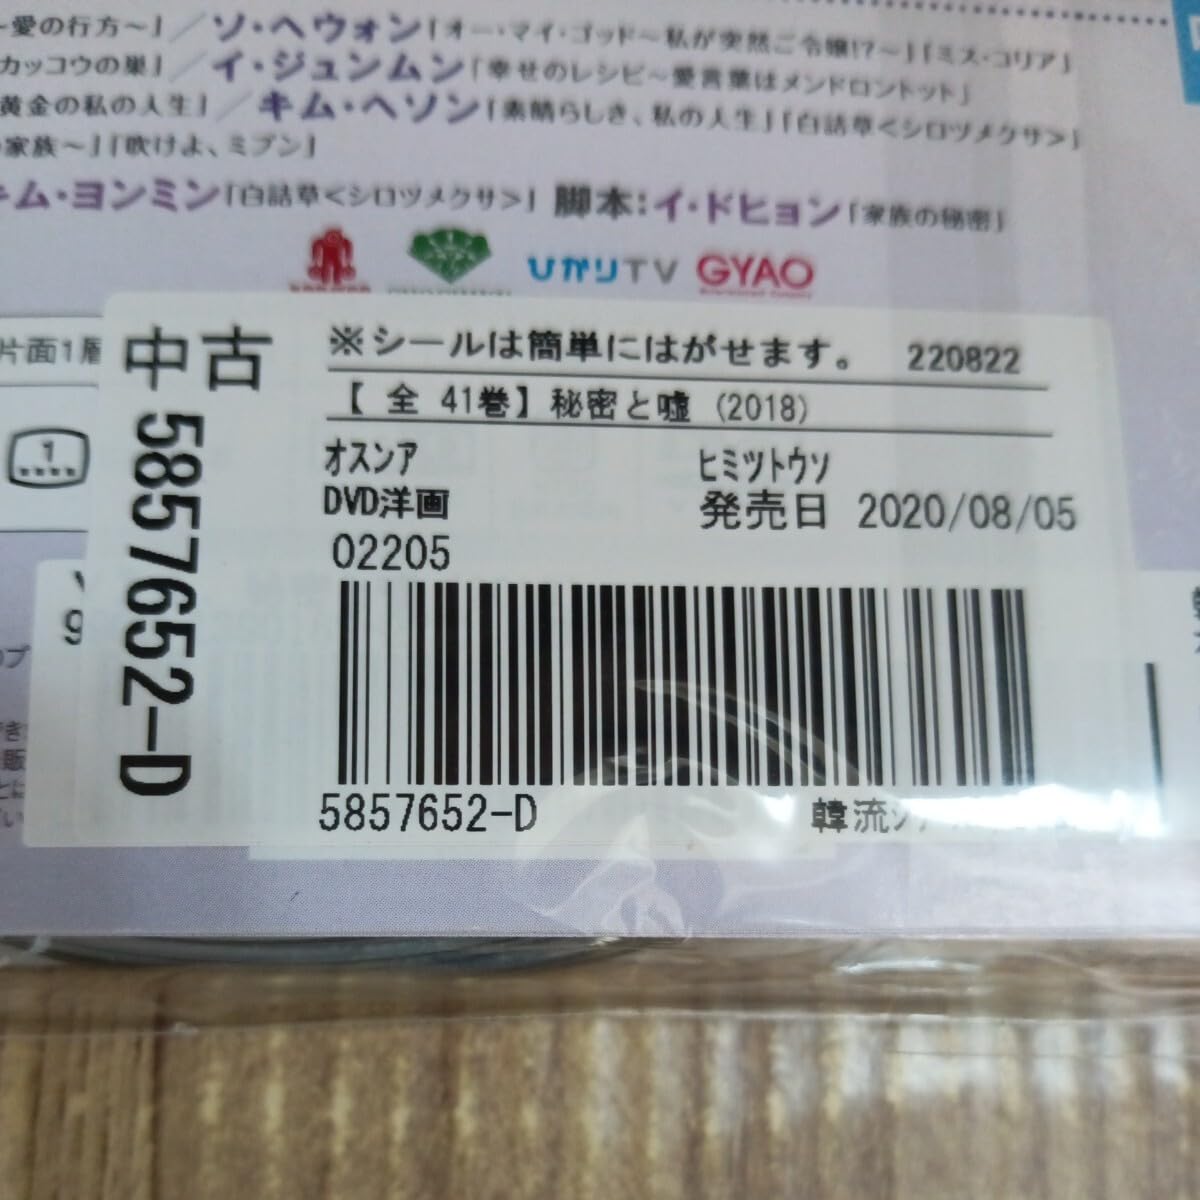 ～愛の行方～」／ソ・ヘウォン「オー・マイ・ゴッド～私が突然ご令嬢!?～」「ミス・コリア」
カッコウの巣」／イ・ジュンムン「幸せのレシピ～愛言葉はメンドロントット」
黄金の私の人生」／キム・ヘソン「素晴らしき、私の人生」「白詰草<シロツメクサ>」
家族～」「吹けよ、ミプン」
キム・ヨンミン「白詰草<シロツメクサ>」 脚本：イ・ドヒョン「家族の秘密」
ひかりTV GYAO
片面1層
1
中古
5857652-D
※シールは簡単にはがせます。 220822
【 全 41巻】秘密と嘘 (2018)
オスンア ヒミツトウソ
DVD洋画 発売日 2020/08/05
02205
5857652-D 韓流